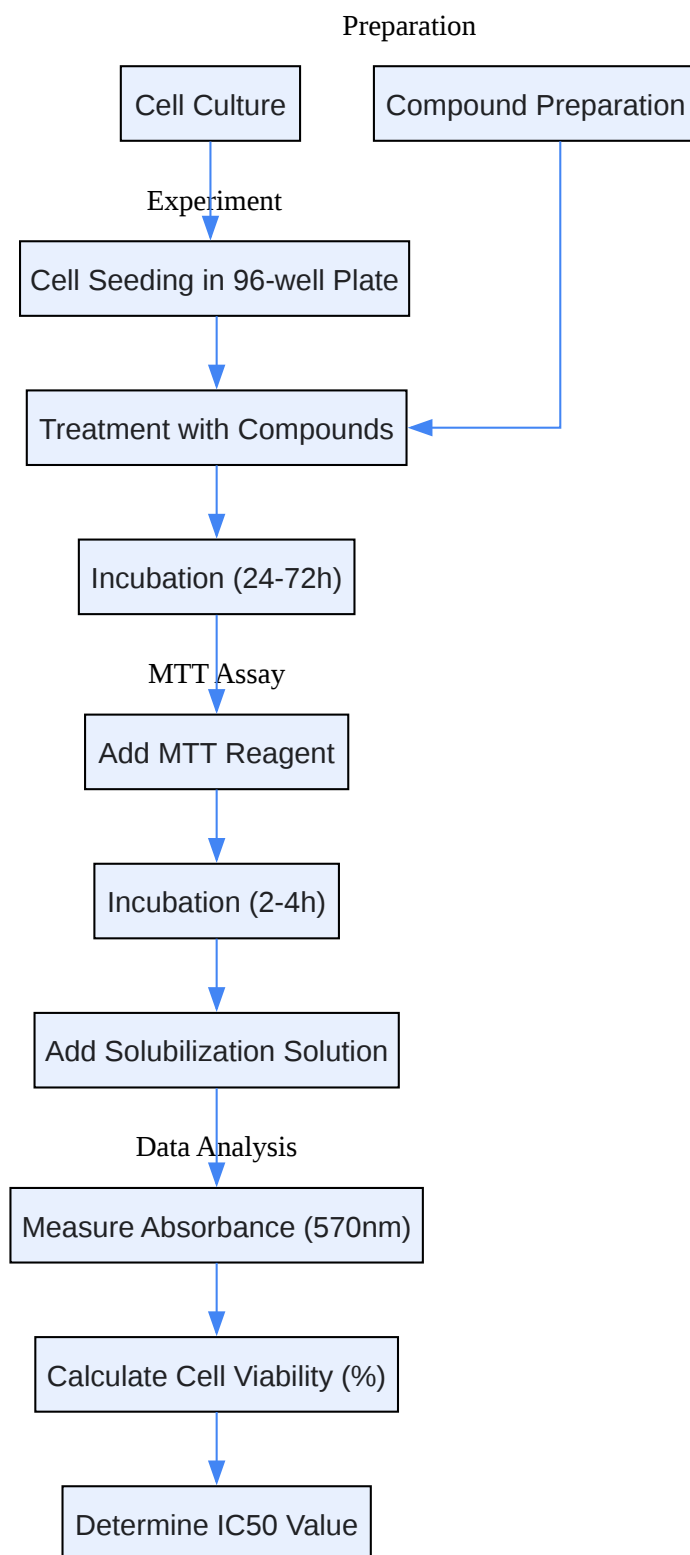 Preparation
Cell Culture
Compound Preparation
Experiment
Cell Seeding in 96-well Plate
Treatment with Compounds
Incubation (24-72h)
MTT Assay
Add MTT Reagent
Incubation (2-4h)
Add Solubilization Solution
Data Analysis
Measure Absorbance (570nm)
Calculate Cell Viability (%)
Determine IC50 Value